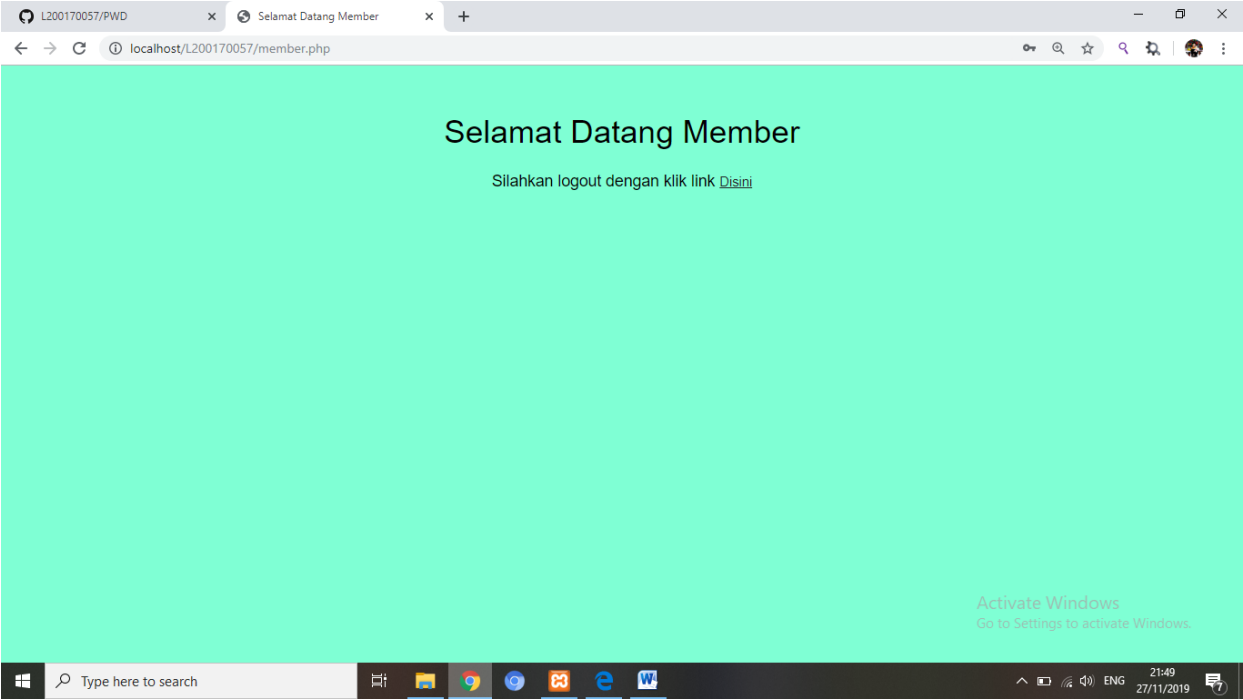 L200170057/PWD
Selamat Datang Member
localhost/L200170057/member.php
Selamat Datang Member
Silahkan logout dengan klik link Disini
Activate Windows
Go to Settings to activate Windows.
Type here to search
ENG
21:49
27/11/2019
7